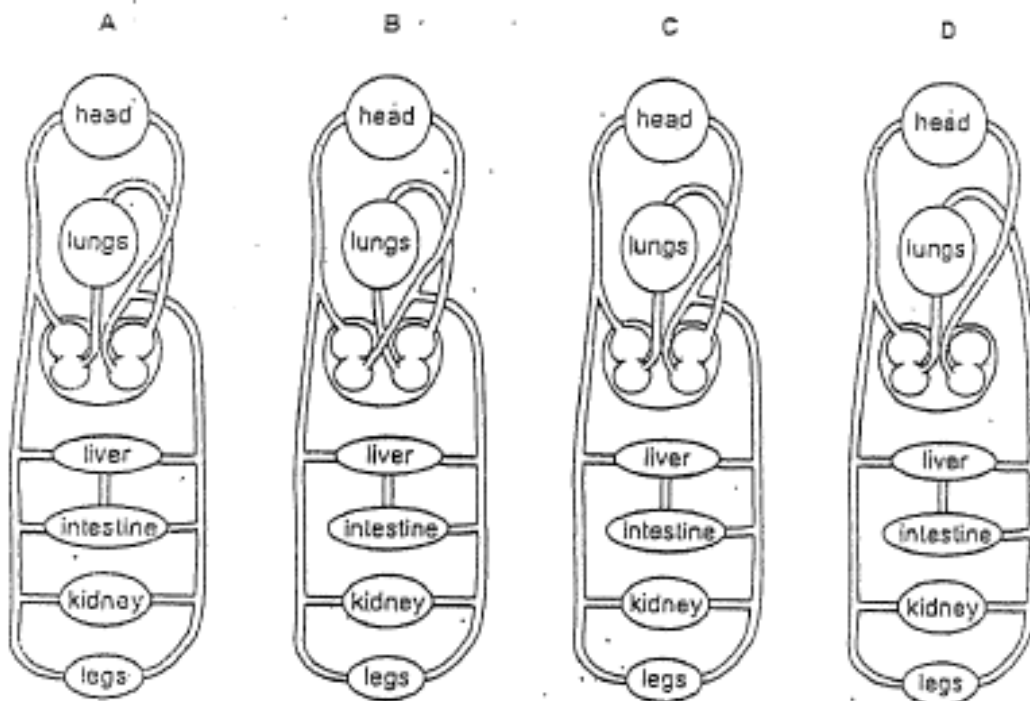 A B C D
head head head head
lungs lungs lungs lungs
liver liver liver liver
intestine intestine intestine intestine
kidney kidney kidney kidney
legs legs legs legs